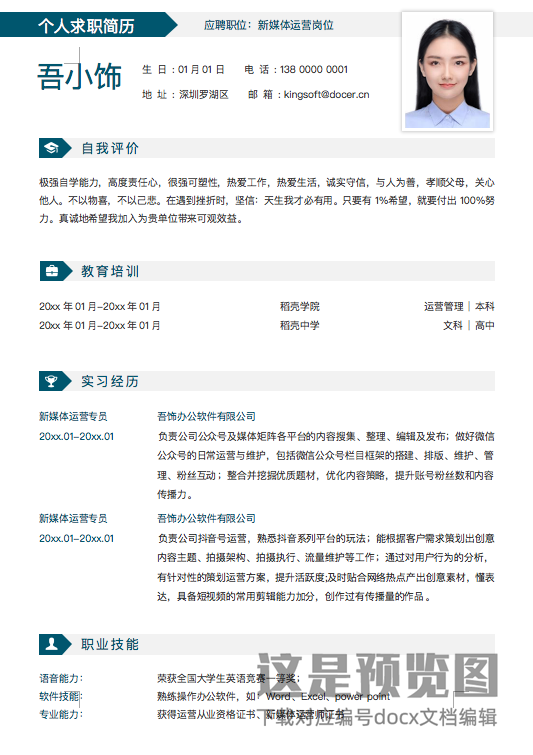 个人求职简历
应聘职位：新媒体运营岗位
吾小饰
生 日：01月01日 电 话：138 0000 0001
地 址：深圳罗湖区 邮 箱：kingsoft@docer.cn
自我评价
极强自学能力，高度责任心，很强可塑性，热爱工作，热爱生活，诚实守信，与人为善，孝顺父母，关心
他人。不以物喜，不以己悲。在遇到挫折时，坚信：天生我才必有用。只要有 1%希望，就要付出 100%努
力。真诚地希望我加入为贵单位带来可观效益。
教育培训
20xx 年 01 月–20xx 年 01 月 稻壳学院 运营管理 | 本科
20xx 年 01 月–20xx 年 01 月 稻壳中学 文科 | 高中
实习经历
新媒体运营专员 吾饰办公软件有限公司
20xx.01–20xx.01 负责公司公众号及媒体矩阵各平台的内容搜集、整理、编辑及发布；做好微信
公众号的日常运营与维护，包括微信公众号栏目框架的搭建、排版、维护、管
理、粉丝互动；整合并挖掘优质题材，优化内容策略，提升账号粉丝数和内容
传播力。
新媒体运营专员 吾饰办公软件有限公司
20xx.01–20xx.01 负责公司抖音号运营，熟悉抖音系列平台的玩法；能根据客户需求策划出创意
内容主题、拍摄架构、拍摄执行、流量维护等工作；通过对用户行为的分析，
有针对性的策划运营方案，提升活跃度;及时贴合网络热点产出创意素材，懂表
达，具备短视频的常用剪辑能力加分，创作过有传播量的作品。
职业技能
语音能力： 荣获全国大学生英语竞赛一等奖；
软件技能： 熟练操作办公软件，如：Word、Excel、power point
专业能力： 获得运营从业资格证书、新媒体运营师证书
这是预览图
下载对应编号docx文档编辑